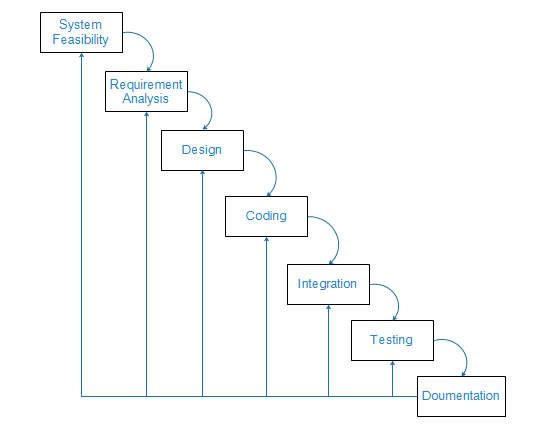 System
Feasibility
Requirement
Analysis
Design
Coding
Integration
Testing
Doumentation